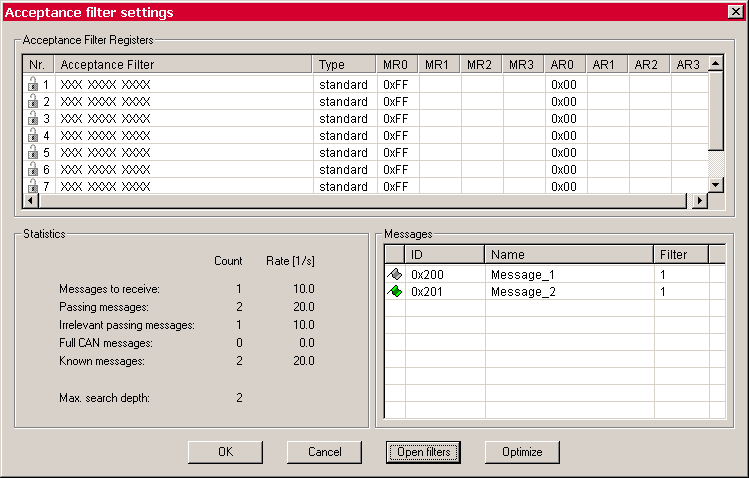 Acceptance filter settings
Acceptance Filter Registers
Nr. Acceptance Filter Type MR0 MR1 MR2 MR3 AR0 AR1 AR2 AR3
1 XXX XXXX XXXX standard 0xFF 0x00
2 XXX XXXX XXXX standard 0xFF 0x00
3 XXX XXXX XXXX standard 0xFF 0x00
4 XXX XXXX XXXX standard 0xFF 0x00
5 XXX XXXX XXXX standard 0xFF 0x00
6 XXX XXXX XXXX standard 0xFF 0x00
7 XXX XXXX XXXX standard 0xFF 0x00
Statistics
Count Rate [1/s]
Messages to receive: 1 10.0
Passing messages: 2 20.0
Irrelevant passing messages: 1 10.0
Full CAN messages: 0 0.0
Known messages: 2 20.0
Max. search depth: 2
Messages
ID Name Filter
0x200 Message_1 1
0x201 Message_2 1
OK Cancel Open filters Optimize